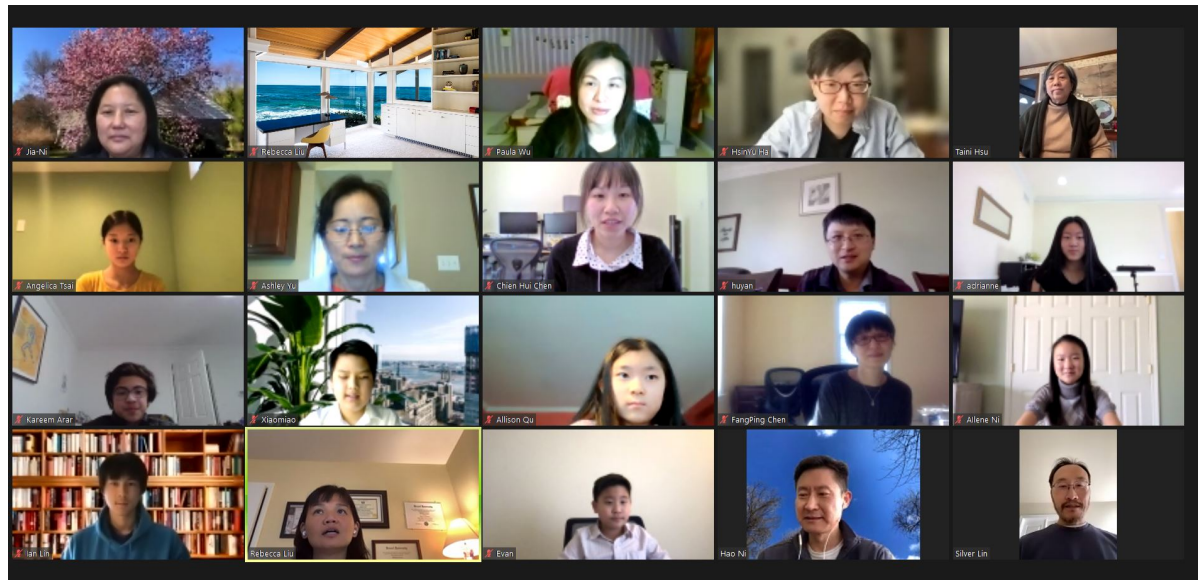 Jia-Ni
Rebecca Liu
Paula Wu
HsinYu Ha
Taini Hsu
Angelica Tsai
Ashley Yu
Chien Hui Chen
huyan
adrianne
Kareem Arar
Xiaomiao
Allison Qu
FangPing Chen
Allene Ni
Ian Lin
Rebecca Liu
Evan
Hao Ni
Silver Lin